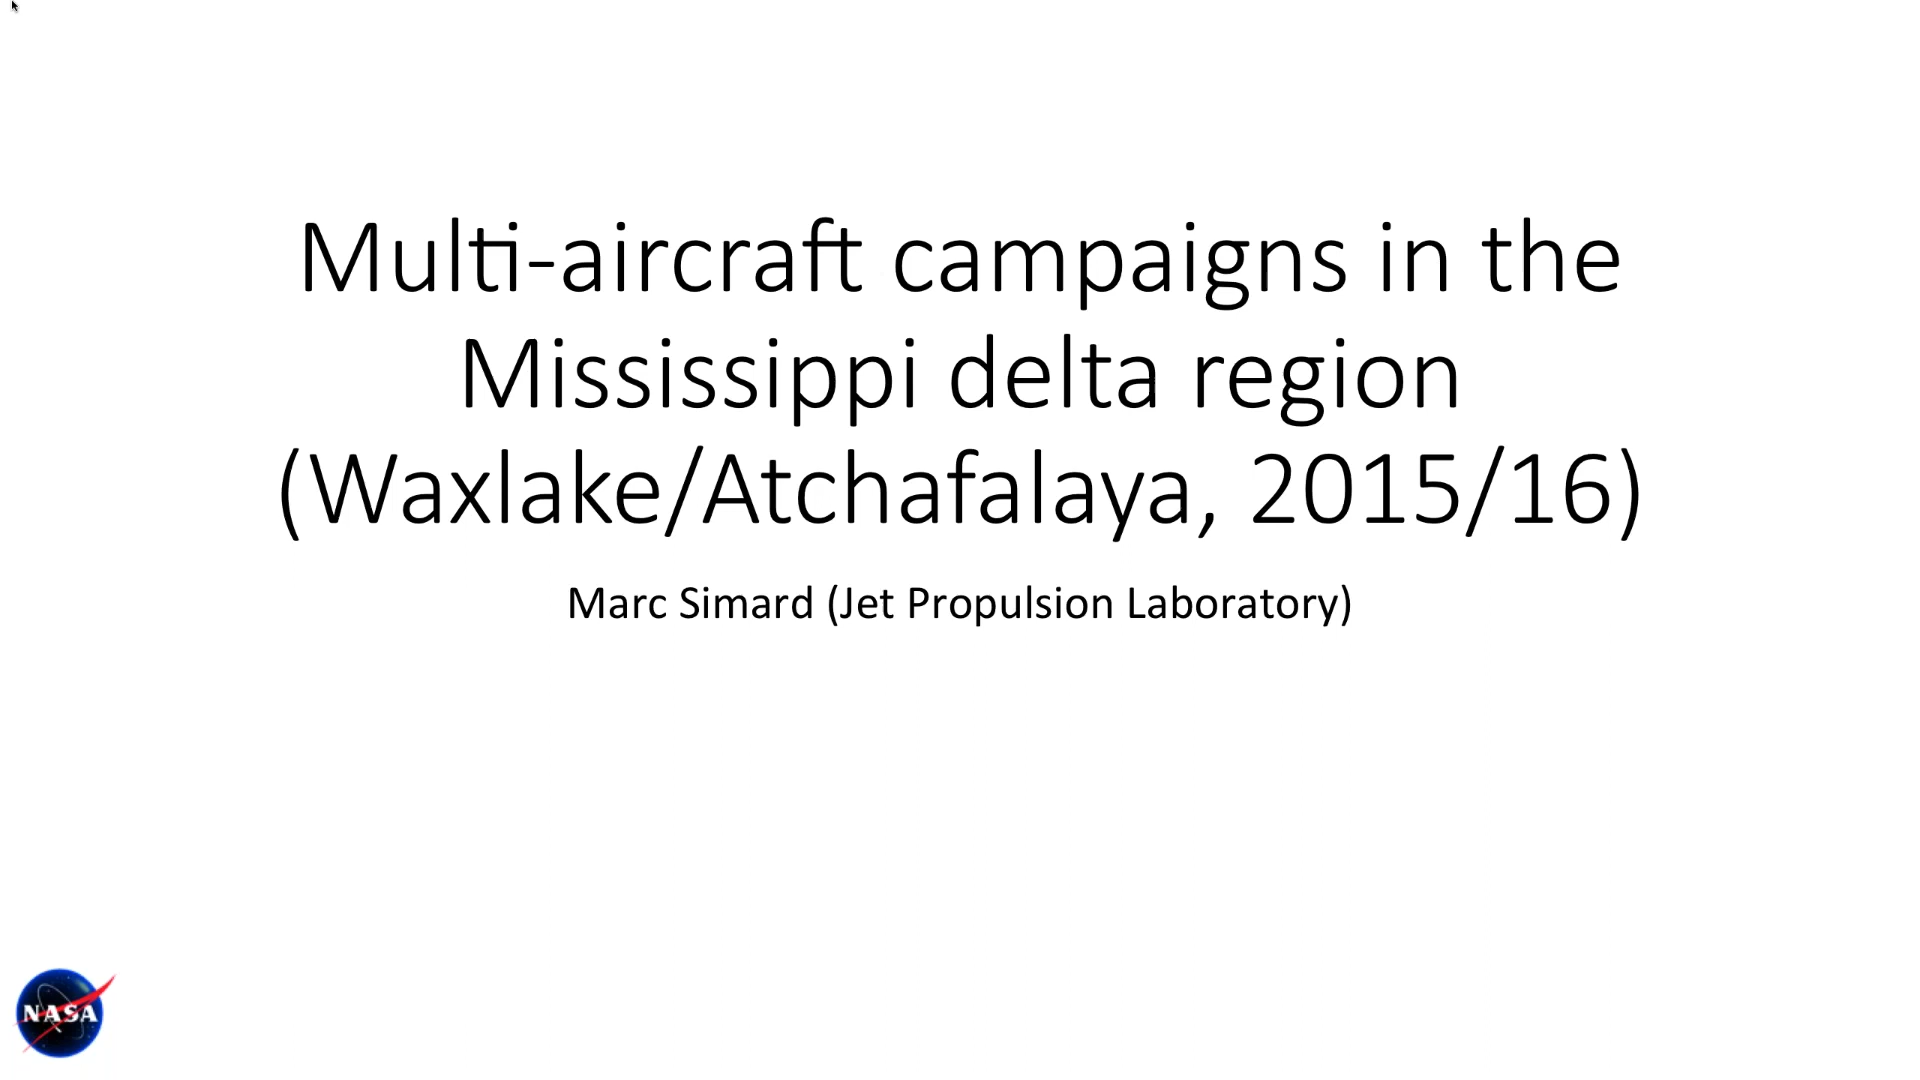 Multi-aircraft campaigns in the
Mississippi delta region
(Waxlake/Atchafalaya, 2015/16)
Marc Simard (Jet Propulsion Laboratory)
NASA